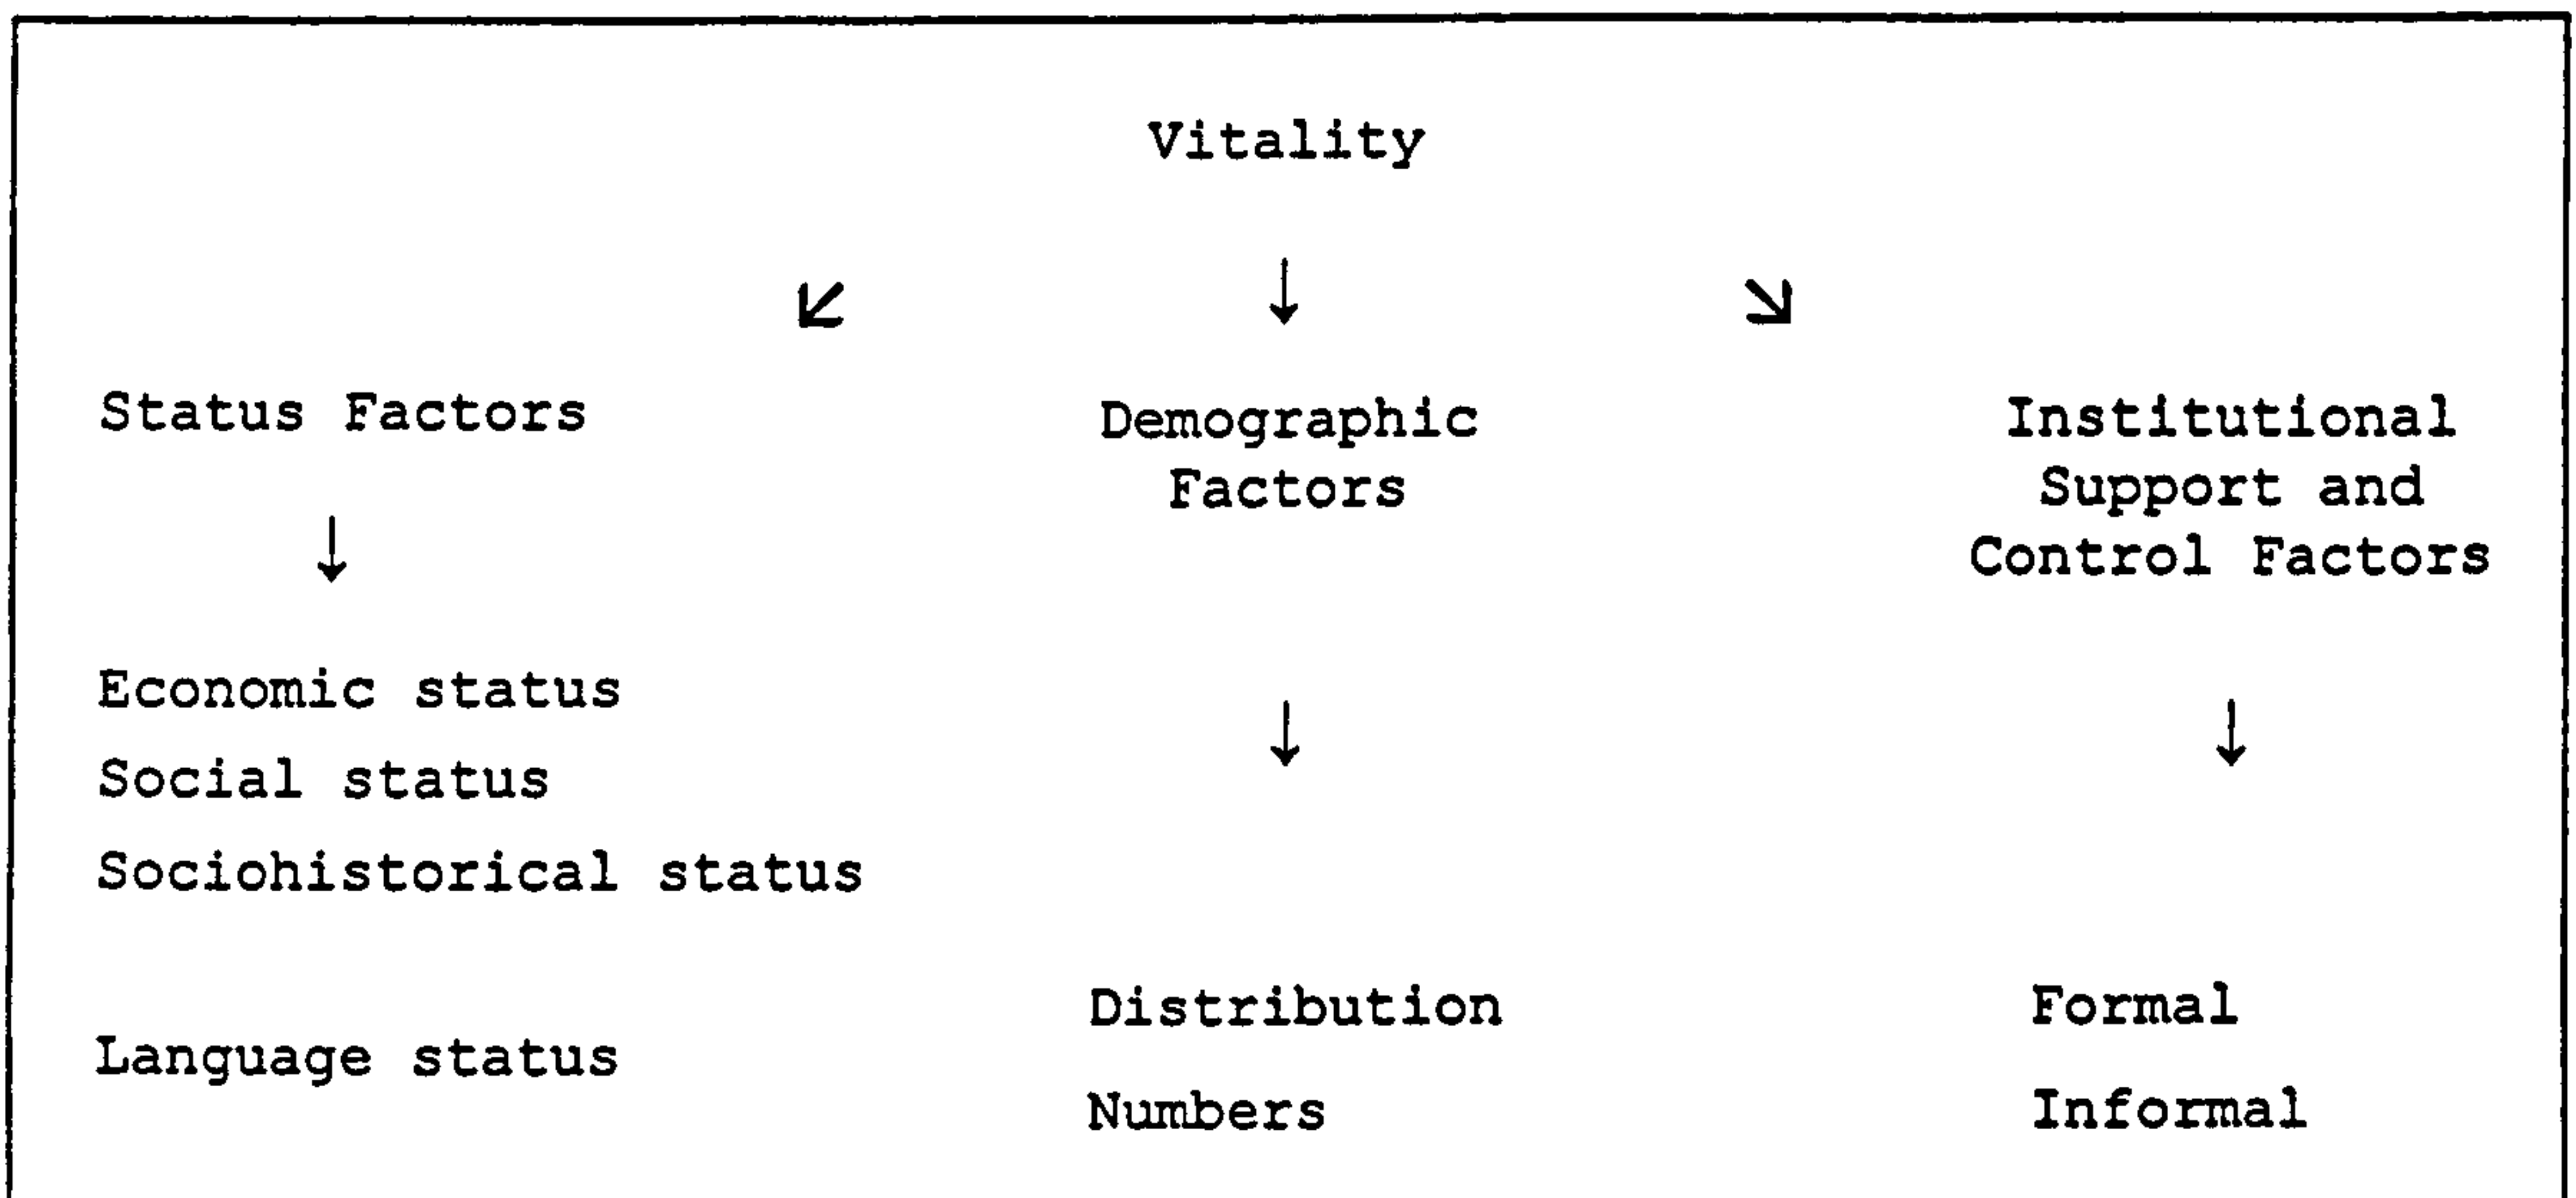 Vitality
↙ ↓ ↘
Status Factors
↓
Economic status
Social status
Sociohistorical status
Language status
Demographic
Factors
↓
Distribution
Numbers
Institutional
Support and
Control Factors
↓
Formal
Informal